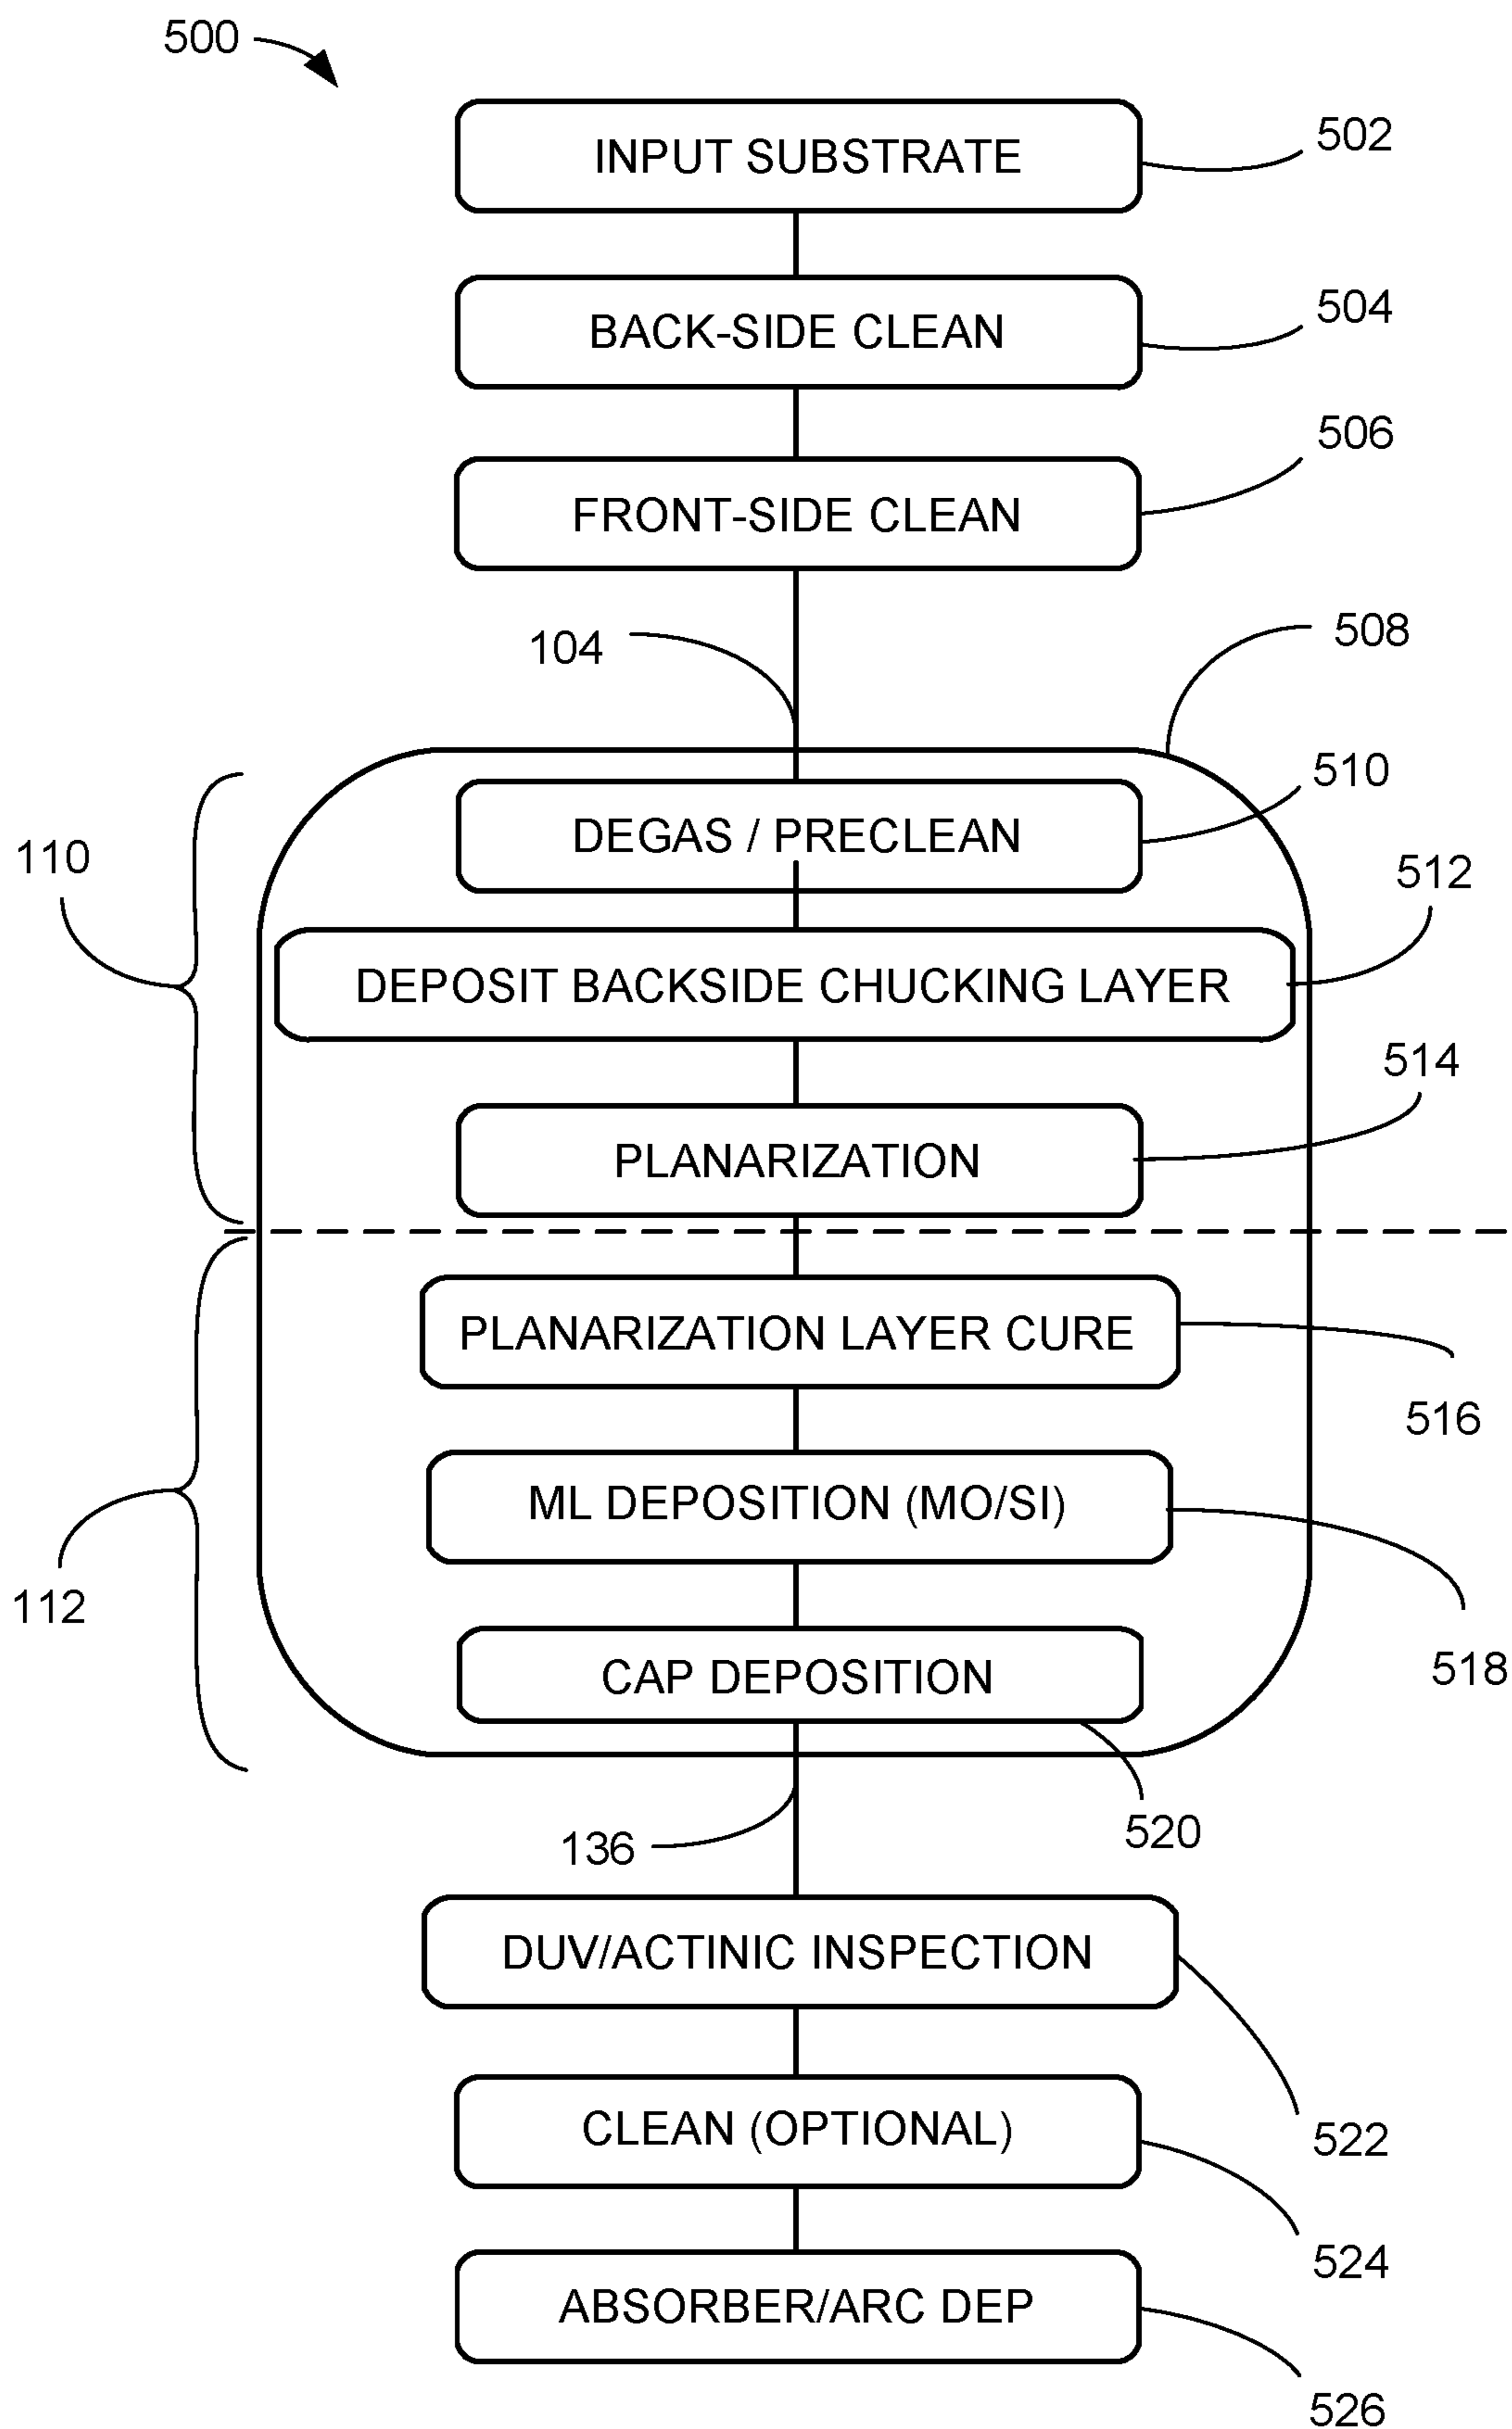 500
INPUT SUBSTRATE
502
BACK-SIDE CLEAN
504
FRONT-SIDE CLEAN
506
104
508
DEGAS / PRECLEAN
510
110
DEPOSIT BACKSIDE CHUCKING LAYER
512
PLANARIZATION
514
PLANARIZATION LAYER CURE
516
112
ML DEPOSITION (MO/SI)
518
CAP DEPOSITION
520
136
DUV/ACTINIC INSPECTION
522
CLEAN (OPTIONAL)
524
ABSORBER/ARC DEP
526